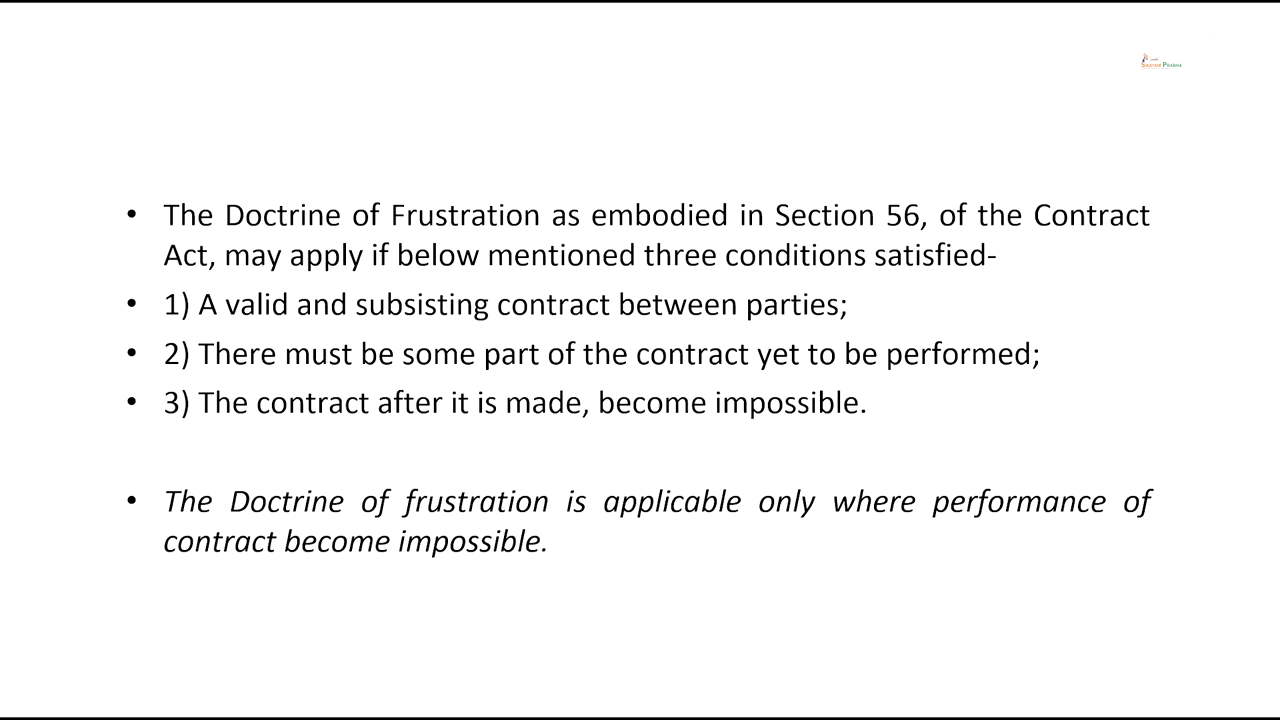 Swayam Prabha
• The Doctrine of Frustration as embodied in Section 56, of the Contract
Act, may apply if below mentioned three conditions satisfied-
• 1) A valid and subsisting contract between parties;
• 2) There must be some part of the contract yet to be performed;
• 3) The contract after it is made, become impossible.
• The Doctrine of frustration is applicable only where performance of
contract become impossible.